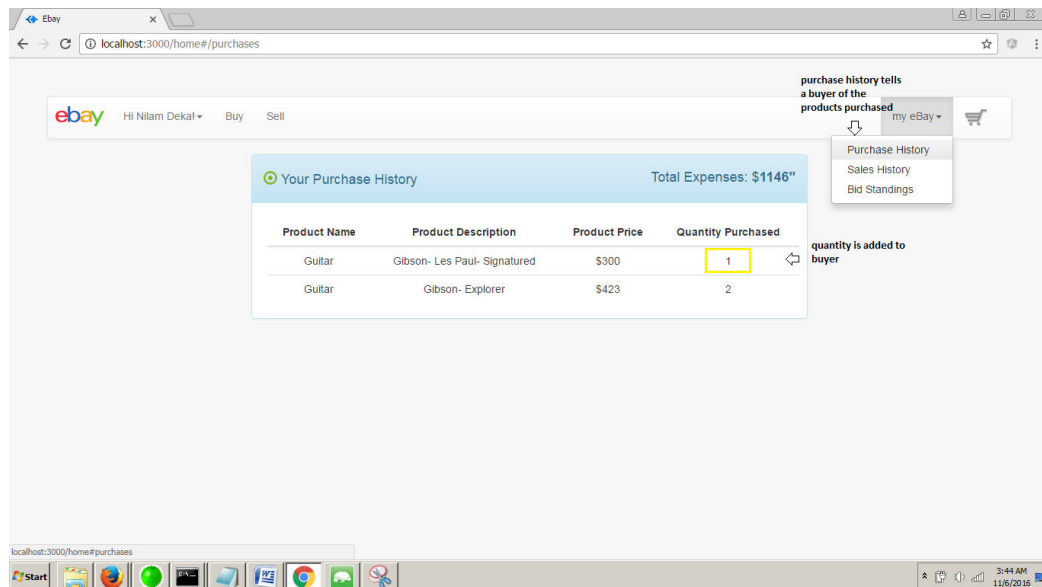 Ebay
localhost:3000/home#/purchases
purchase history tells
a buyer of the
products purchased
ebay Hi Nilam Deka! Buy Sell my eBay
Purchase History
Sales History
Bid Standings
Your Purchase History Total Expenses: $1146"
Product Name Product Description Product Price Quantity Purchased
quantity is added to
buyer
Guitar Gibson- Les Paul- Signatured $300 1
Guitar Gibson- Explorer $423 2
localhost:3000/home#purchases
Start 3:44 AM
11/6/2016